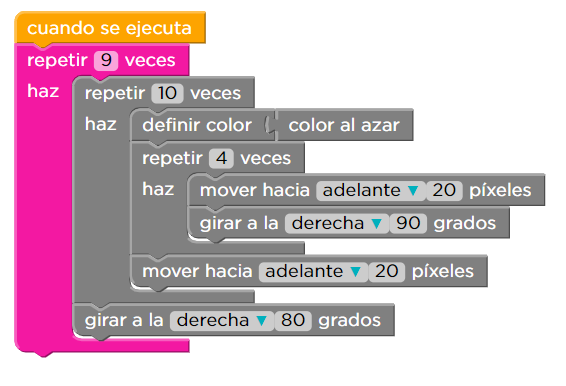 cuando se ejecuta
repetir 9 veces
haz repetir 10 veces
haz definir color color al azar
repetir 4 veces
haz mover hacia adelante 20 píxeles
girar a la derecha 90 grados
mover hacia adelante 20 píxeles
girar a la derecha 80 grados